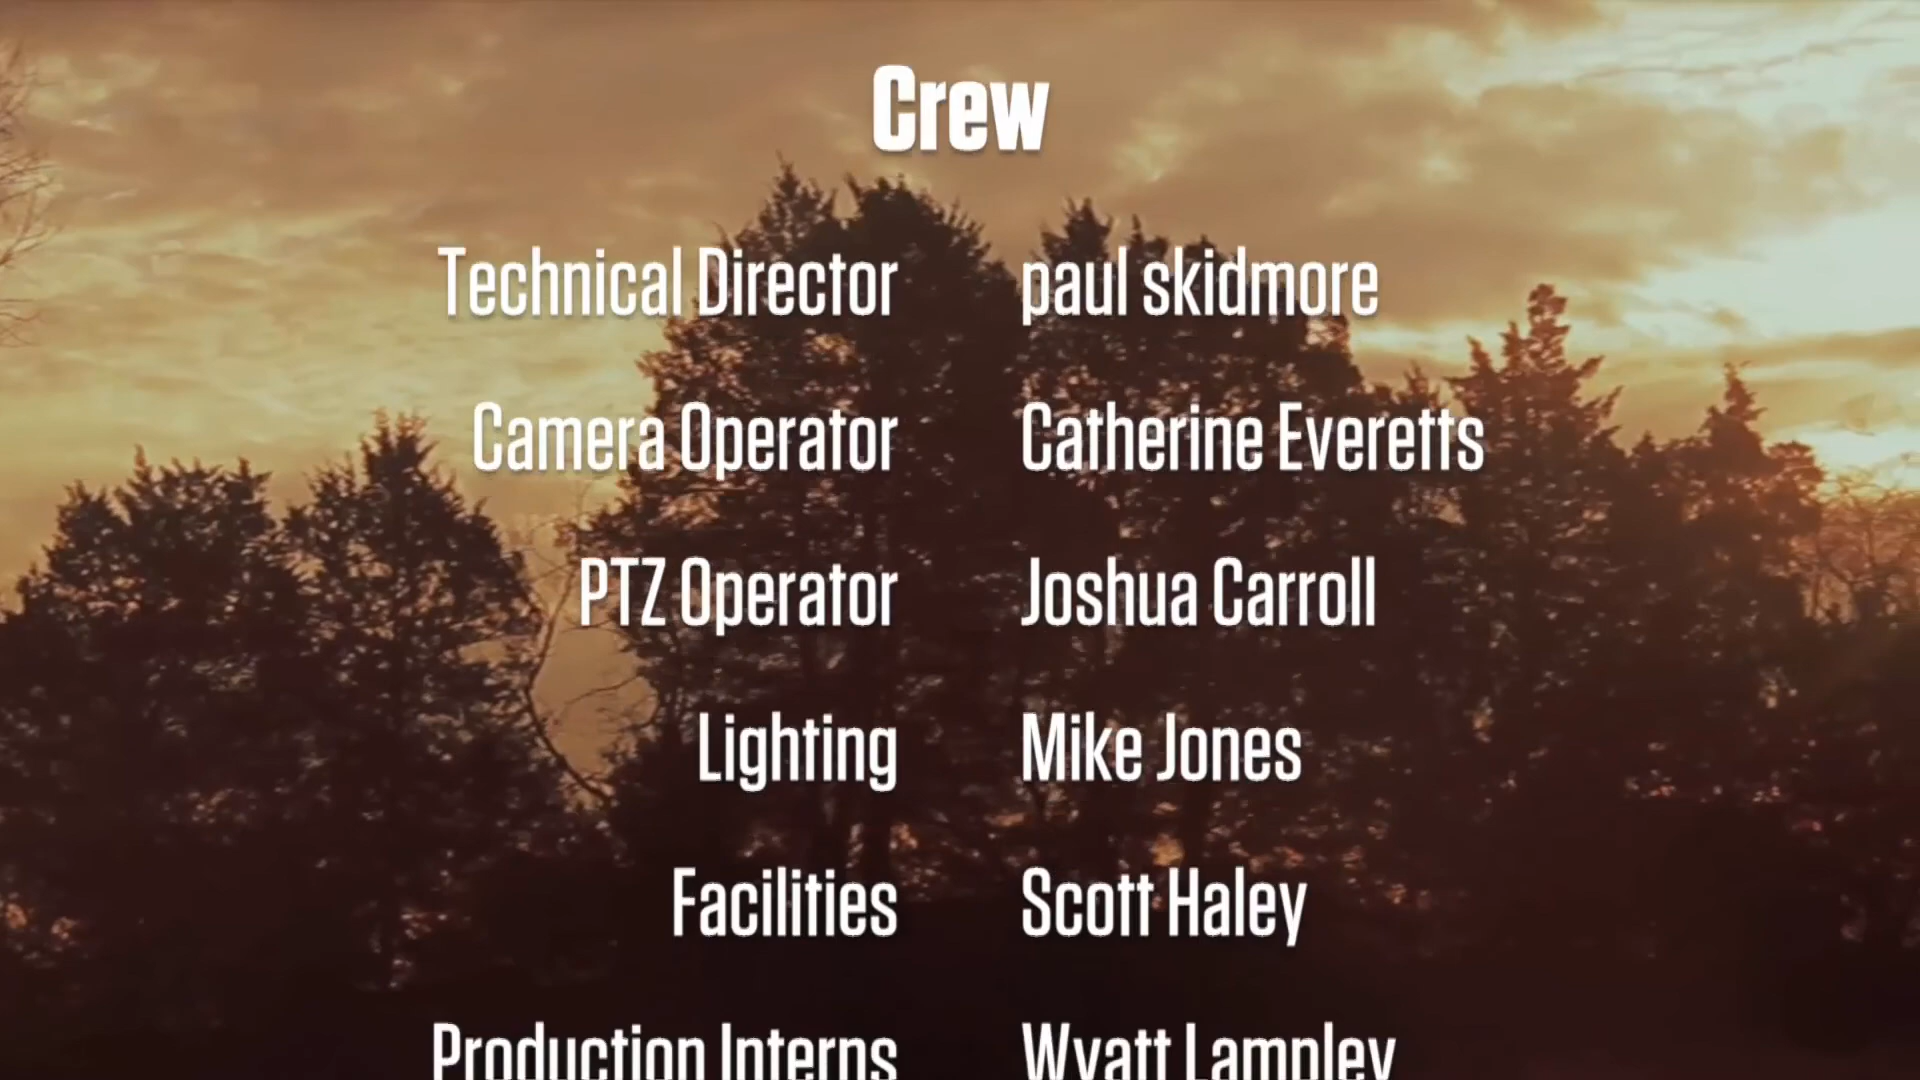 Crew
Technical Director paul skidmore
Camera Operator Catherine Everetts
PTZ Operator Joshua Carroll
Lighting Mike Jones
Facilities Scott Haley
Production Interns Wyatt Lampley